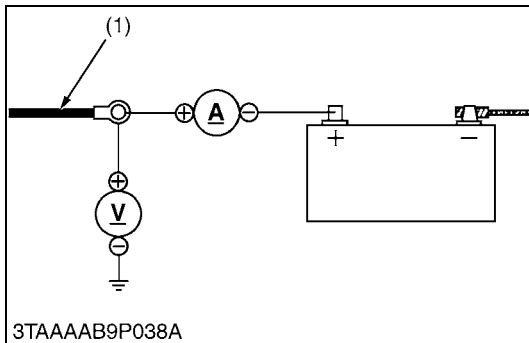 (1)
+ A − + −
+
V
−
3TAAAAB9P038A